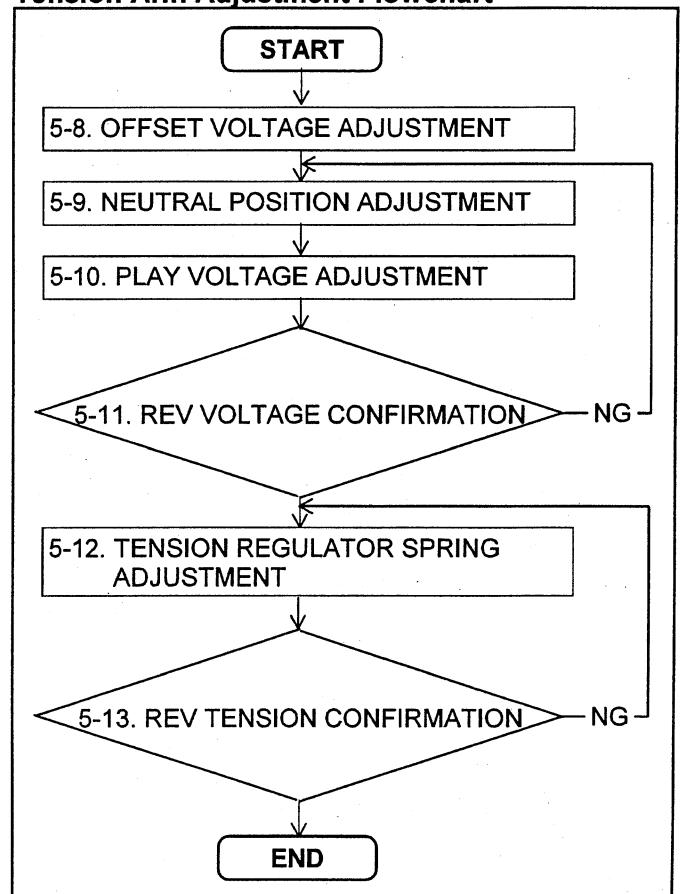 Tension Arm Adjustment Flowchart
START
5-8. OFFSET VOLTAGE ADJUSTMENT
5-9. NEUTRAL POSITION ADJUSTMENT
5-10. PLAY VOLTAGE ADJUSTMENT
5-11. REV VOLTAGE CONFIRMATION
NG
5-12. TENSION REGULATOR SPRING
ADJUSTMENT
5-13. REV TENSION CONFIRMATION
NG
END